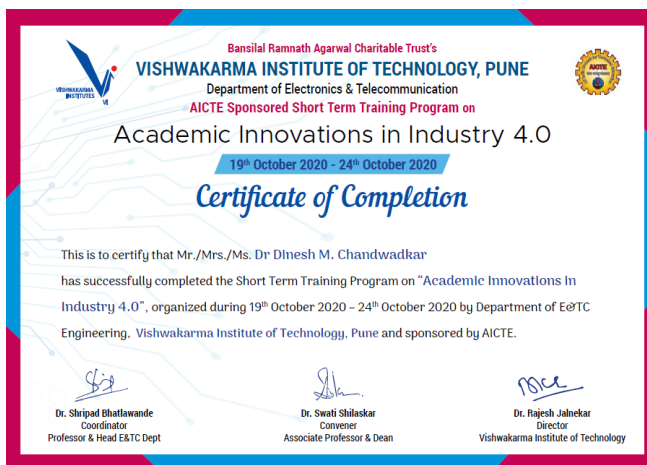 Bansilal Ramnath Agarwal Charitable Trust's
VISHWAKARMA INSTITUTE OF TECHNOLOGY, PUNE
Department of Electronics & Telecommunication
AICTE Sponsored Short Term Training Program on
VISHWAKARMA
INSTITUTES
VI
AICTE
Academic Innovations in Industry 4.0
19th October 2020 - 24th October 2020
Certificate of Completion
This is to certify that Mr./Mrs./Ms. Dr Dinesh M. Chandwadkar
has successfully completed the Short Term Training Program on "Academic Innovations In
Industry 4.0", organized during 19th October 2020 – 24th October 2020 by Department of E&TC
Engineering, Vishwakarma Institute of Technology, Pune and sponsored by AICTE.
Dr. Shripad Bhatlawande
Coordinator
Professor & Head E&TC Dept
Dr. Swati Shilaskar
Convener
Associate Professor & Dean
Dr. Rajesh Jalnekar
Director
Vishwakarma Institute of Technology